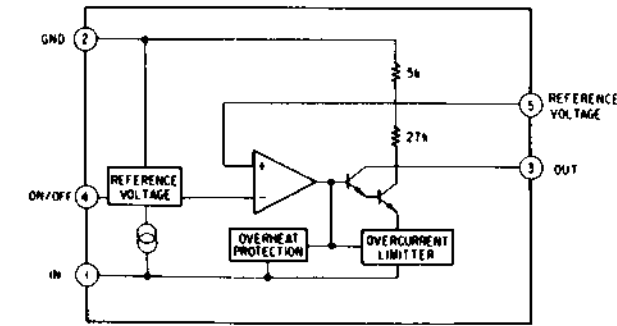 GND 2
5k
5 REFERENCE
VOLTAGE
27k
+
3 OUT
REFERENCE
VOLTAGE
ON/OFF 4
-
OVERHEAT
PROTECTION
OVERCURRENT
LIMITTER
IN 1